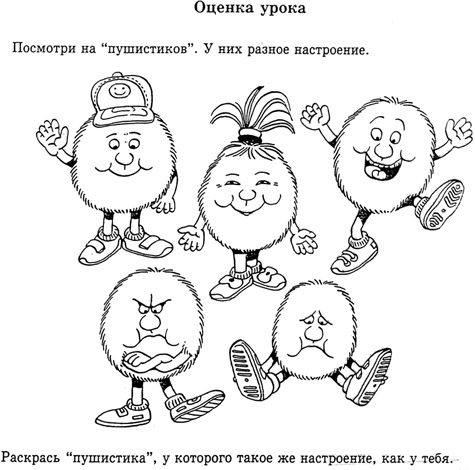 Оценка урока
Посмотри на “пушистиков”. У них разное настроение.
Раскрась “пушистика”, у которого такое же настроение, как у тебя.